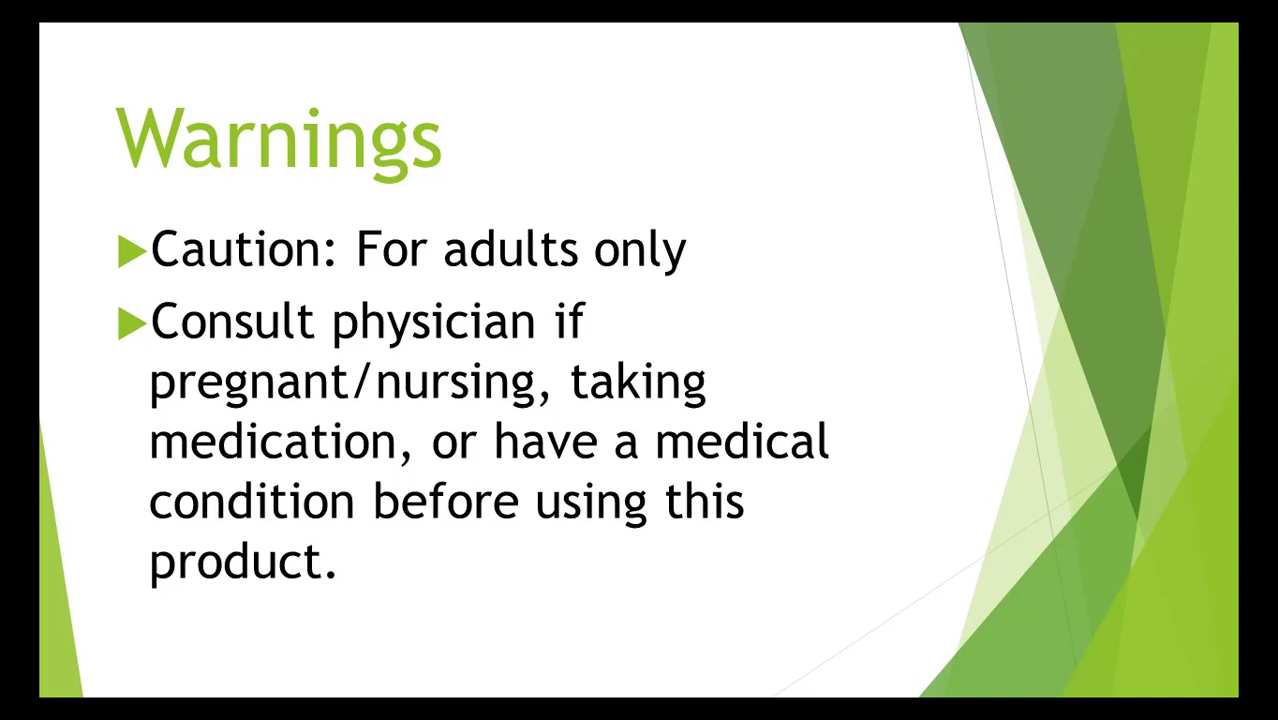 Warnings
Caution: For adults only
Consult physician if
pregnant/nursing, taking
medication, or have a medical
condition before using this
product.